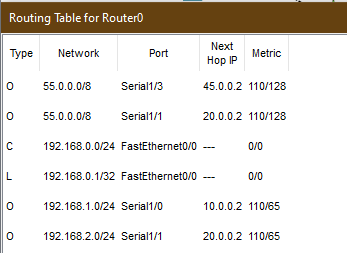 Routing Table for Router0
Type Network Port Next Hop IP Metric
O 55.0.0.0/8 Serial1/3 45.0.0.2 110/128
O 55.0.0.0/8 Serial1/1 20.0.0.2 110/128
C 192.168.0.0/24 FastEthernet0/0 --- 0/0
L 192.168.0.1/32 FastEthernet0/0 --- 0/0
O 192.168.1.0/24 Serial1/0 10.0.0.2 110/65
O 192.168.2.0/24 Serial1/1 20.0.0.2 110/65